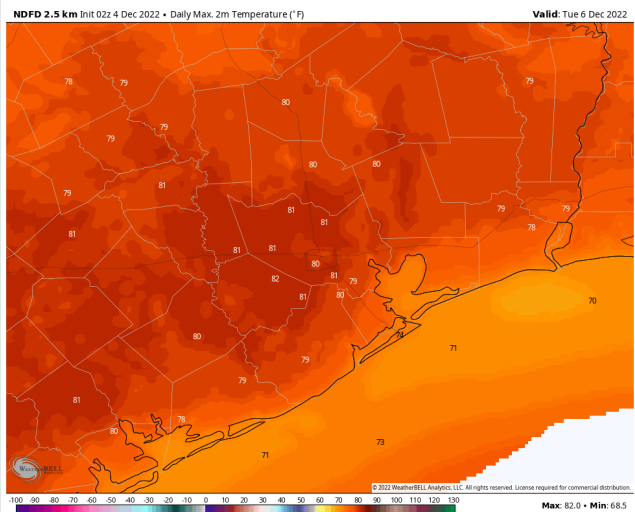 NDFD 2.5 km Init 02z 4 Dec 2022 • Daily Max. 2m Temperature (°F) Valid: Tue 6 Dec 2022
78 79 79
80
79 79
80 80
81
79
81 79 79
81 78
81
81 81
80
82 81 79
81 80
70
74
80 71
79
79
81
78
80
73
71
WeatherBELL
© 2022 WeatherBELL Analytics, LLC. All rights reserved. License required for commercial distribution.
-100 -90 -80 -70 -60 -50 -40 -30 -20 -10 0 10 20 30 40 50 60 70 80 90 100 110 120 130
Max: 82.0 • Min: 68.5